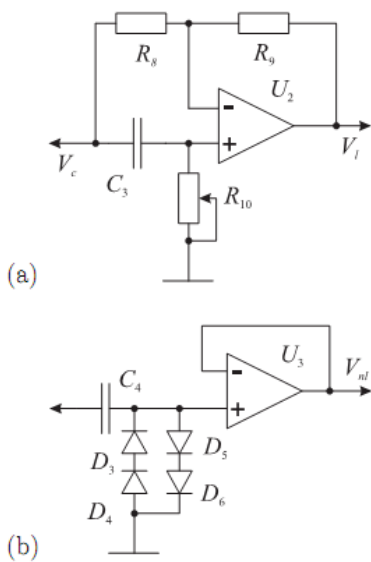 R8 R9
U2
-
+
Vc Vl
C3
R10
(a)
U3 Vnl
-
C4
+
D3 D5
D4 D6
(b)